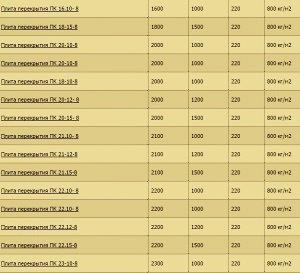 Плита перекрытия ПК 16.10- 8 1600 1000 220 800 кг/м2
Плита перекрытия ПК 18-15-8 1800 1500 220 800 кг/м2
Плита перекрытия ПК 20-10-8 2000 1000 220 800 кг/м2
Плита перекрытия ПК 20-10-8 2000 1000 220 800 кг/м2
Плита перекрытия ПК 18-10-8 2000 1000 220 800 кг/м2
Плита перекрытия ПК 20-12- 8 2000 1200 220 800 кг/м2
Плита перекрытия ПК 20-15- 8 2000 1500 220 800 кг/м2
Плита перекрытия ПК 21.10- 8 2100 1000 220 800 кг/м2
Плита перекрытия ПК 21-12-8 2100 1200 220 800 кг/м2
Плита перекрытия ПК 21.15-8 2100 1500 220 800 кг/м2
Плита перекрытия ПК 22.10- 8 2200 1000 220 800 кг/м2
Плита перекрытия ПК 22.10- 8 2200 1000 220 800 кг/м2
Плита перекрытия ПК 22.12-8 2200 1200 220 800 кг/м2
Плита перекрытия ПК 22.15-8 2200 1500 220 800 кг/м2
Плита перекрытия ПК 23-10-8 2300 1000 220 800 кг/м2